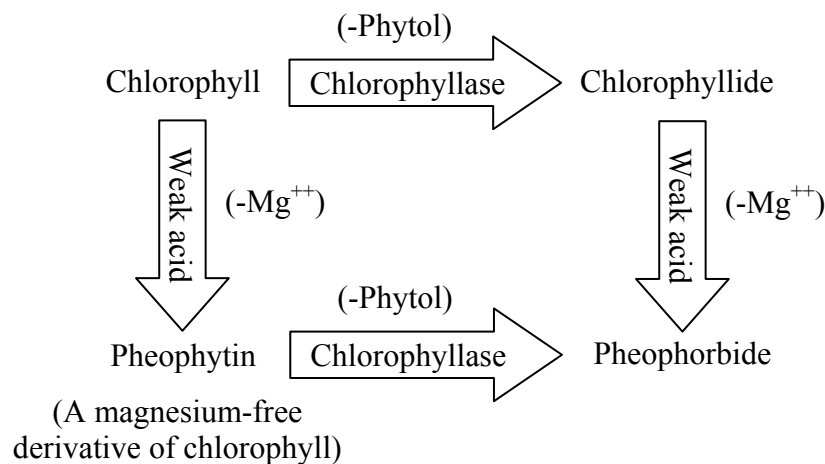 (-Phytol)
Chlorophyll Chlorophyllase Chlorophyllide
Weak acid (-Mg⁺⁺) Weak acid (-Mg⁺⁺)
(-Phytol)
Pheophytin Chlorophyllase Pheophorbide
(A magnesium-free
derivative of chlorophyll)